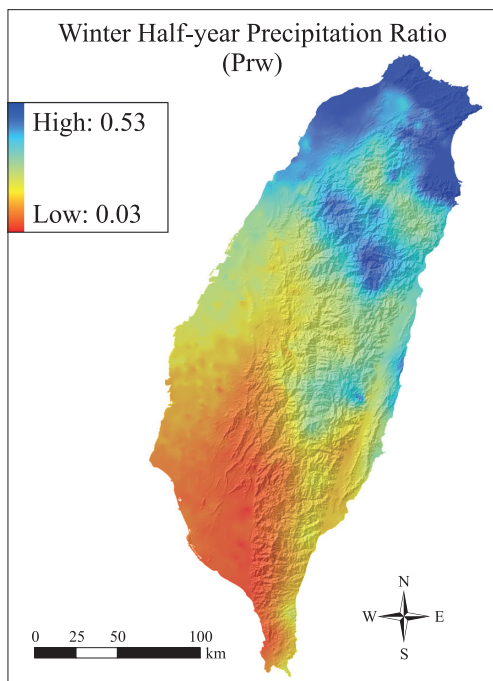 Winter Half-year Precipitation Ratio
(Prw)
High: 0.53
Low: 0.03
N
W E
S
0 25 50 100
km